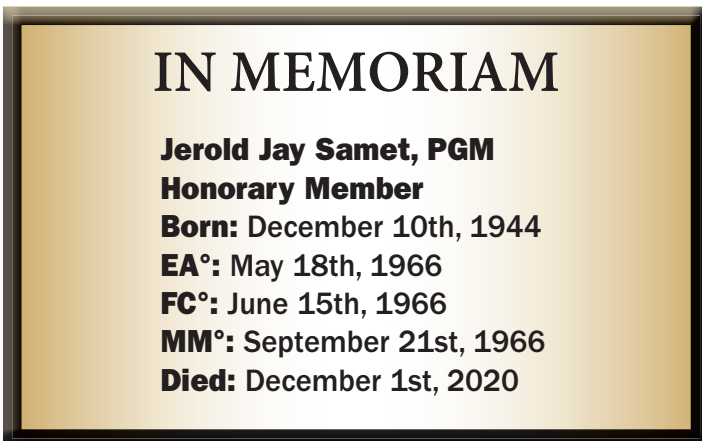 IN MEMORIAM
Jerold Jay Samet, PGM
Honorary Member
Born: December 10th, 1944
EA°: May 18th, 1966
FC°: June 15th, 1966
MM°: September 21st, 1966
Died: December 1st, 2020